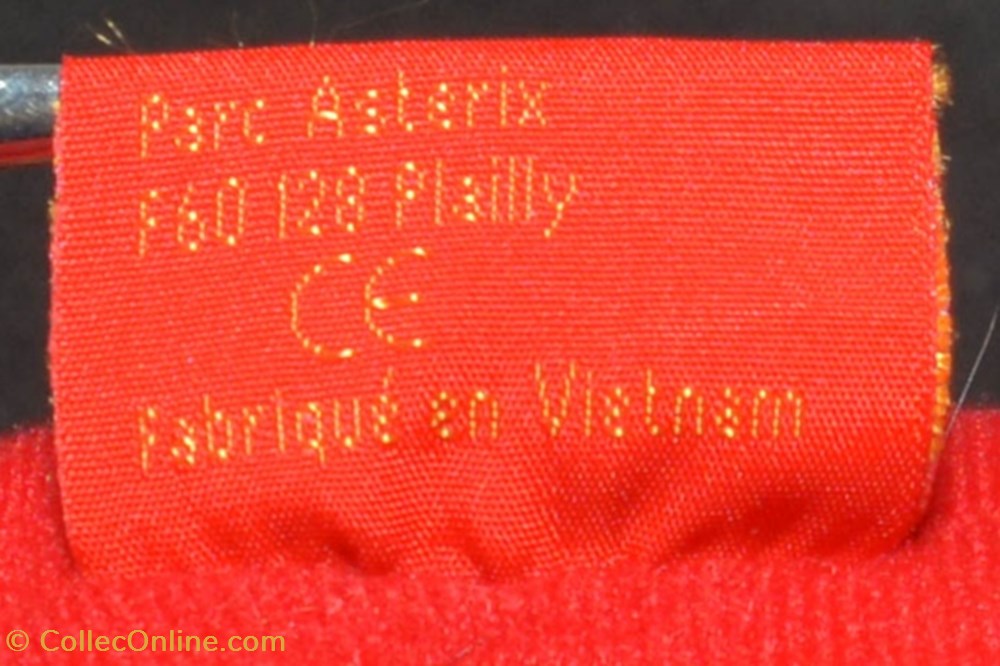 Parc Asterix
F60 128 Plailly
CE
Fabriqué en Vietnam
© CollecOnline.com